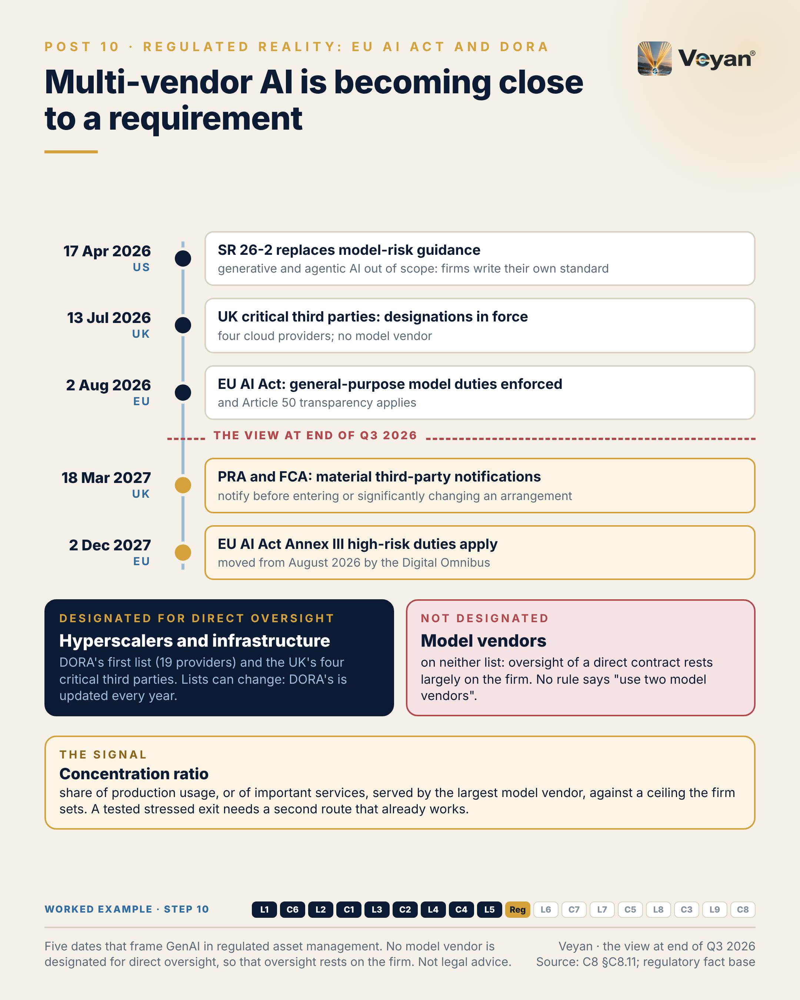 POST 10 · REGULATED REALITY: EU AI ACT AND DORA
Veyan®
Multi-vendor AI is becoming close
to a requirement
17 Apr 2026
US
SR 26-2 replaces model-risk guidance
generative and agentic AI out of scope: firms write their own standard
13 Jul 2026
UK
UK critical third parties: designations in force
four cloud providers; no model vendor
2 Aug 2026
EU
EU AI Act: general-purpose model duties enforced
and Article 50 transparency applies
THE VIEW AT END OF Q3 2026
18 Mar 2027
UK
PRA and FCA: material third-party notifications
notify before entering or significantly changing an arrangement
2 Dec 2027
EU
EU AI Act Annex III high-risk duties apply
moved from August 2026 by the Digital Omnibus
DESIGNATED FOR DIRECT OVERSIGHT
Hyperscalers and infrastructure
DORA's first list (19 providers) and the UK's four
critical third parties. Lists can change: DORA's is
updated every year.
NOT DESIGNATED
Model vendors
on neither list: oversight of a direct contract rests
largely on the firm. No rule says "use two model
vendors".
THE SIGNAL
Concentration ratio
share of production usage, or of important services, served by the largest model vendor, against a ceiling the firm
sets. A tested stressed exit needs a second route that already works.
WORKED EXAMPLE · STEP 10
L1 C6 L2 C1 L3 C2 L4 C4 L5 Reg L6 C7 L7 C5 L8 C3 L9 C8
Five dates that frame GenAI in regulated asset management. No model vendor is
designated for direct oversight, so that oversight rests on the firm. Not legal advice.
Veyan · the view at end of Q3 2026
Source: C8 §C8.11; regulatory fact base